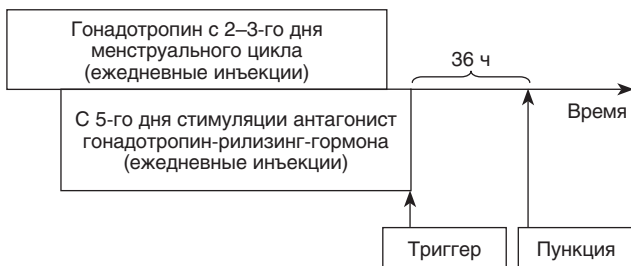 Гонадотропин с 2–3-го дня
менструального цикла
(ежедневные инъекции)
36 ч
Время
С 5-го дня стимуляции антагонист
гонадотропин-рилизинг-гормона
(ежедневные инъекции)
Триггер
Пункция